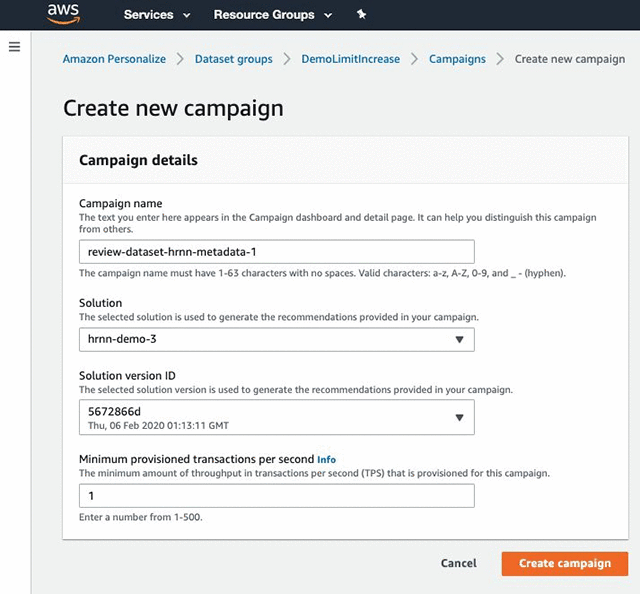 aws
Services
Resource Groups
Amazon Personalize
Dataset groups
DemoLimitIncrease
Campaigns
Create new campaign
Create new campaign
Campaign details
Campaign name
The text you enter here appears in the Campaign dashboard and detail page. It can help you distinguish this campaign
from others.
review-dataset-hrnn-metadata-1
The campaign name must have 1-63 characters with no spaces. Valid characters: a-z, A-Z, 0-9, and _ - (hyphen).
Solution
The selected solution is used to generate the recommendations provided in your campaign.
hrnn-demo-3
Solution version ID
The selected solution version is used to generate the recommendations provided in your campaign.
5672866d
Thu, 06 Feb 2020 01:13:11 GMT
Minimum provisioned transactions per second Info
The minimum amount of throughput in transactions per second (TPS) that is provisioned for this campaign.
1
Enter a number from 1-500.
Cancel
Create campaign